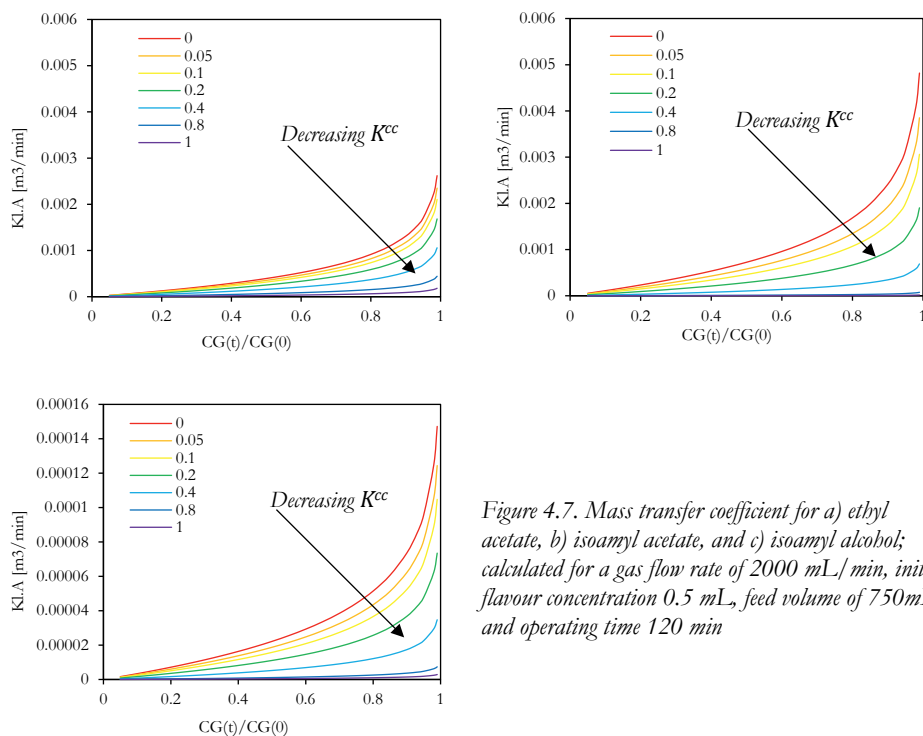 0.006
0.005
0.004
0.003
0.002
0.001
0
Kl.A [m3/min]
0
0.05
0.1
0.2
0.4
0.8
1
Decreasing K^cc
0 0.2 0.4 0.6 0.8 1
CG(t)/CG(0)
0.006
0.005
0.004
0.003
0.002
0.001
0
Kl.A [m3/min]
0
0.05
0.1
0.2
0.4
0.8
1
Decreasing K^cc
0 0.2 0.4 0.6 0.8 1
CG(t)/CG(0)
0.00016
0.00014
0.00012
0.0001
0.00008
0.00006
0.00004
0.00002
0
Kl.A [m3/min]
0
0.05
0.1
0.2
0.4
0.8
1
Decreasing K^cc
0 0.2 0.4 0.6 0.8 1
CG(t)/CG(0)
Figure 4.7. Mass transfer coefficient for a) ethyl
acetate, b) isoamyl acetate, and c) isoamyl alcohol;
calculated for a gas flow rate of 2000 mL/min,
flavour concentration 0.5 mL, feed volume of
and operating time 120 min